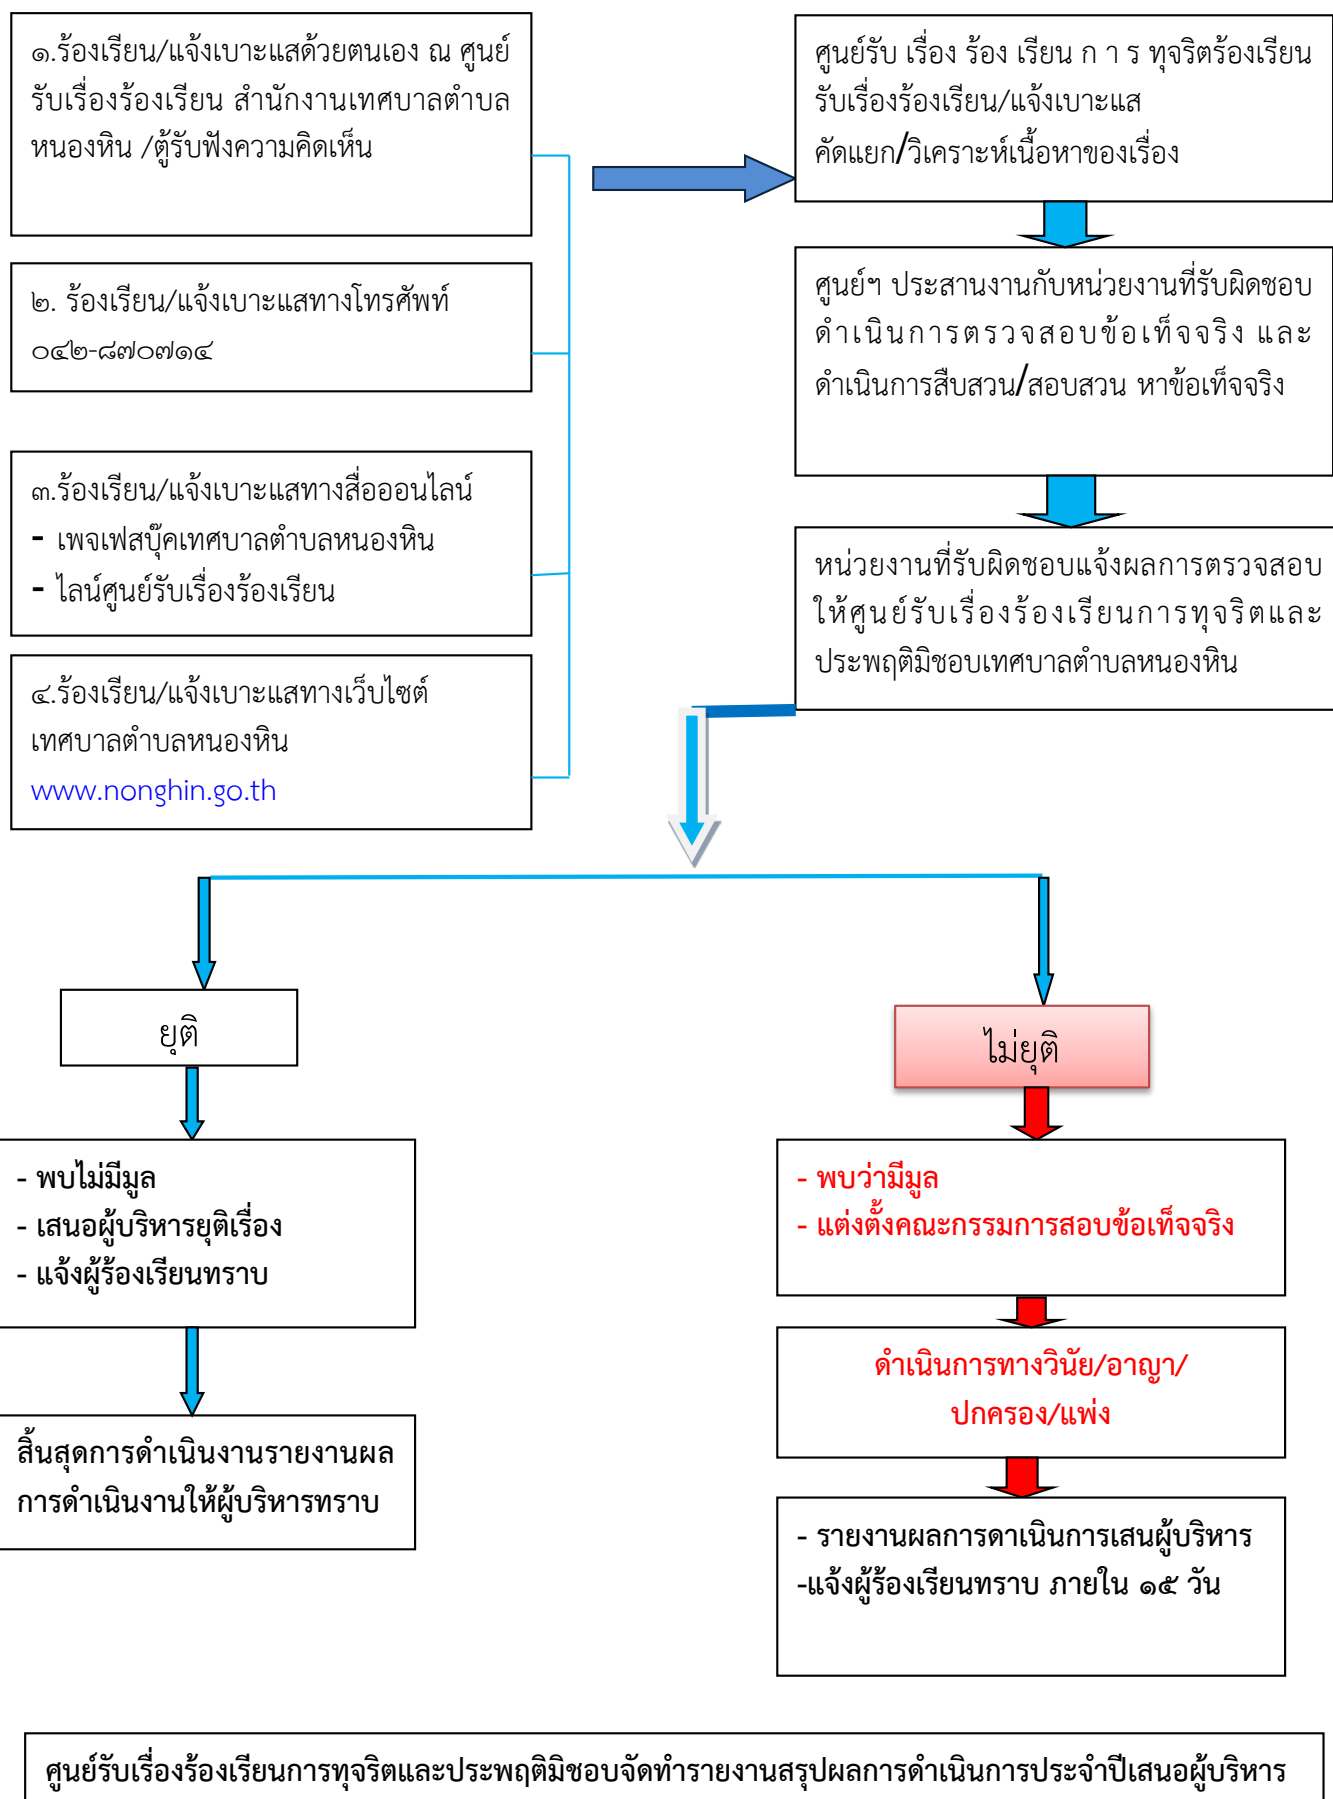 ๑.ร้องเรียน/แจ้งเบาะแสด้วยตนเอง ณ ศูนย์
รับเรื่องร้องเรียน สำนักงานเทศบาลตำบล
หนองหิน /ตู้รับฟังความคิดเห็น
๒. ร้องเรียน/แจ้งเบาะแสทางโทรศัพท์
๐๔๒-๘๗๐๗๑๔
๓.ร้องเรียน/แจ้งเบาะแสทางสื่อออนไลน์
- เพจเฟสบุ๊คเทศบาลตำบลหนองหิน
- ไลน์ศูนย์รับเรื่องร้องเรียน
๔.ร้องเรียน/แจ้งเบาะแสทางเว็บไซต์
เทศบาลตำบลหนองหิน
www.nonghin.go.th
ศูนย์รับ เรื่อง ร้อง เรียน ก า ร ทุจริตร้องเรียน
รับเรื่องร้องเรียน/แจ้งเบาะแส
คัดแยก/วิเคราะห์เนื้อหาของเรื่อง
ศูนย์ฯ ประสานงานกับหน่วยงานที่รับผิดชอบ
ดำเนินการตรวจสอบข้อเท็จจริง และ
ดำเนินการสืบสวน/สอบสวน หาข้อเท็จจริง
หน่วยงานที่รับผิดชอบแจ้งผลการตรวจสอบ
ให้ศูนย์รับเรื่องร้องเรียนการทุจริตและ
ประพฤติมิชอบเทศบาลตำบลหนองหิน
ยุติ
- พบไม่มีมูล
- เสนอผู้บริหารยุติเรื่อง
- แจ้งผู้ร้องเรียนทราบ
สิ้นสุดการดำเนินงานรายงานผล
การดำเนินงานให้ผู้บริหารทราบ
ไม่ยุติ
- พบว่ามีมูล
- แต่งตั้งคณะกรรมการสอบข้อเท็จจริง
ดำเนินการทางวินัย/อาญา/
ปกครอง/แพ่ง
- รายงานผลการดาเนินการเสนผู้บริหาร
-แจ้งผู้ร้องเรียนทราบ ภายใน ๑๕ วัน
ศูนย์รับเรื่องร้องเรียนการทุจริตและประพฤติมิชอบจัดทำรายงานสรุปผลการดำเนินการประจำปีเสนอผู้บริหาร